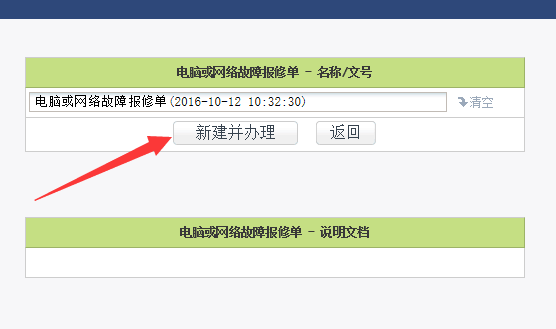 电脑或网络故障报修单 - 名称/文号
电脑或网络故障报修单(2016-10-12 10:32:30) 清空
新建并办理 返回
电脑或网络故障报修单 - 说明文档